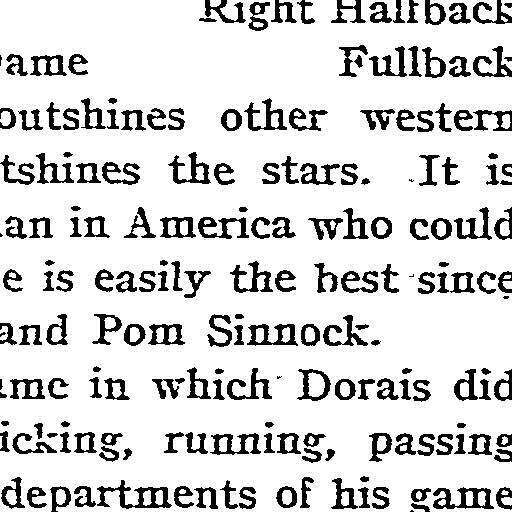 Right Halfback
ame Fullback
outshines other western
tshines the stars. It is
an in America who could
e is easily the best since
and Pom Sinnock.
ame in which Dorais did
icking, running, passing
departments of his game